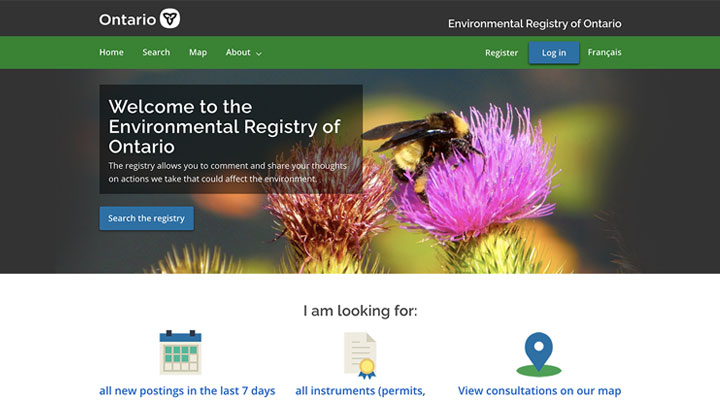 Ontario
Environmental Registry of Ontario
Home Search Map About Register Log in Français
Welcome to the
Environmental Registry of
Ontario
The registry allows you to comment and share your thoughts
on actions we take that could affect the environment.
Search the registry
I am looking for:
all new postings in the last 7 days all instruments (permits, View consultations on our map